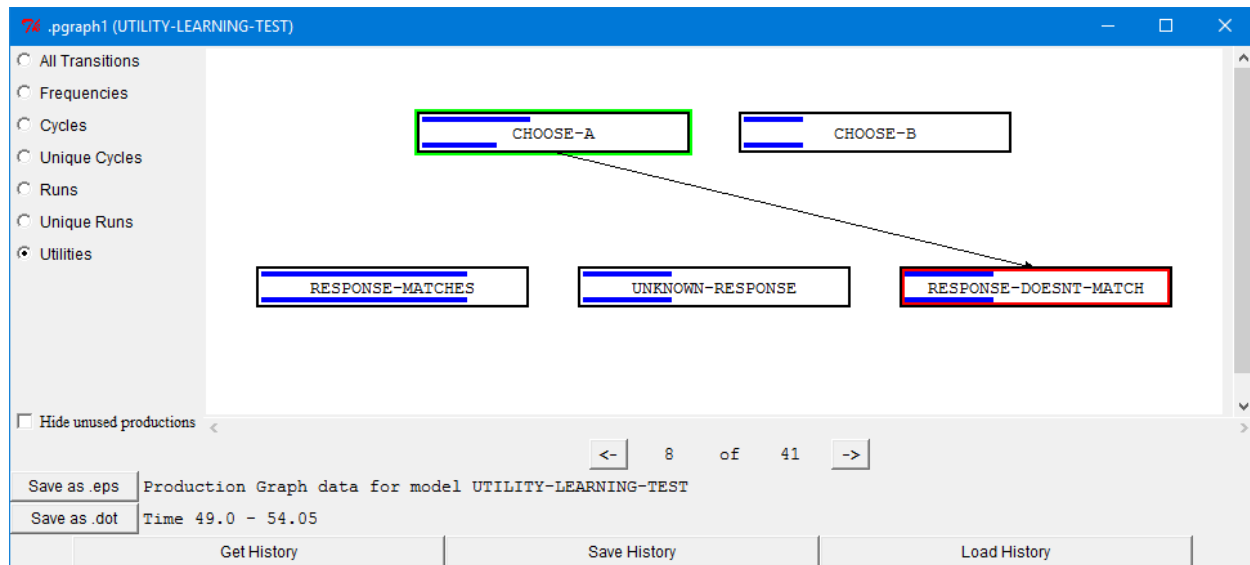 .pgraph1 (UTILITY-LEARNING-TEST)
All Transitions
Frequencies
Cycles
Unique Cycles
Runs
Unique Runs
Utilities
CHOOSE-A
CHOOSE-B
RESPONSE-MATCHES
UNKNOWN-RESPONSE
RESPONSE-DOESNT-MATCH
Hide unused productions
<- 8 of 41 ->
Save as .eps Production Graph data for model UTILITY-LEARNING-TEST
Save as .dot Time 49.0 - 54.05
Get History Save History Load History